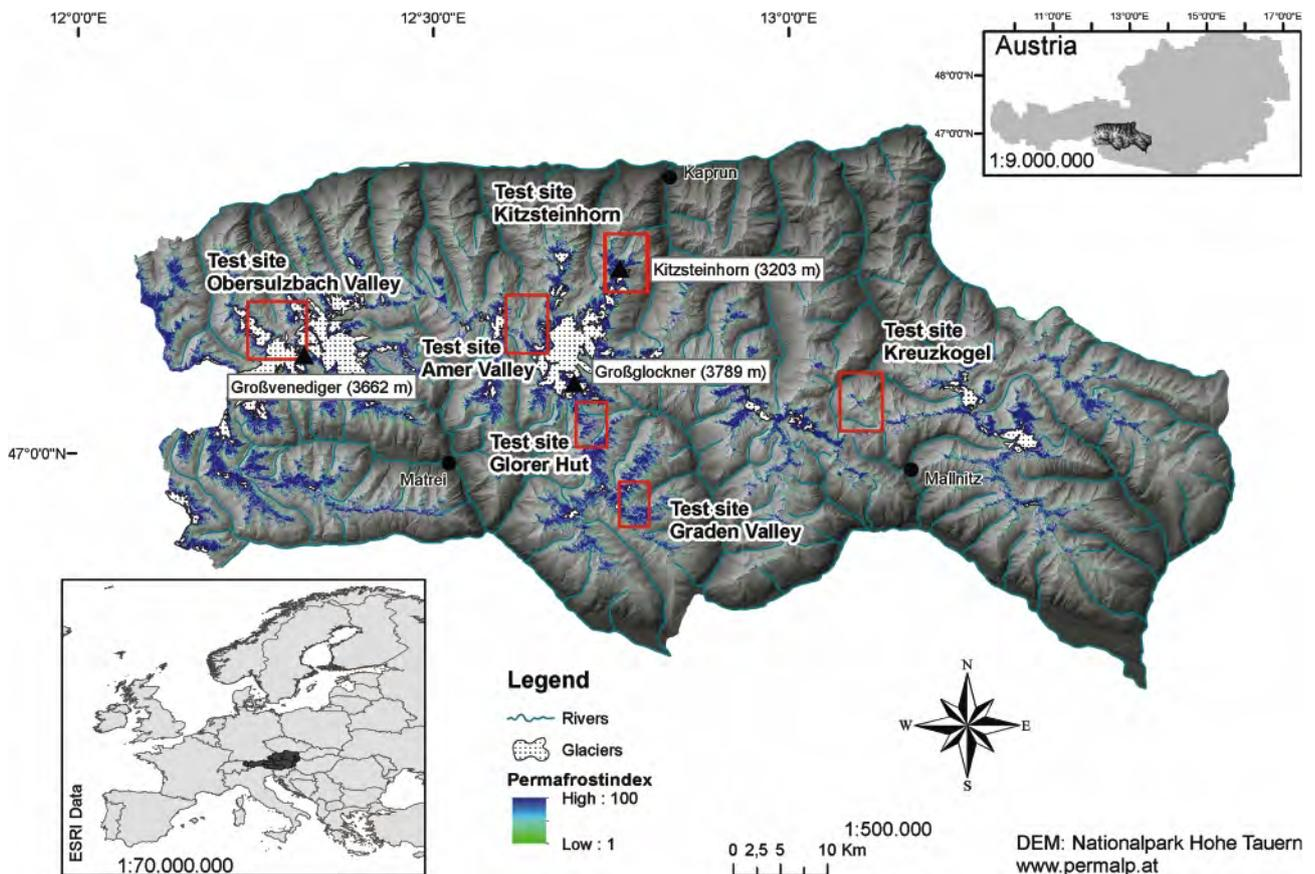 12°0'0"E
12°30'0"E
13°0'0"E
11°0'0"E
13°0'0"E
15°0'0"E
17°0'0"E
Austria
48°0'0"N
47°0'0"N
1:9.000.000
Kaprun
Test site
Kitzsteinhorn
Kitzsteinhorn (3203 m)
Test site
Obersulzbach Valley
Test site
Amer Valley
Test site
Kreuzkogel
Großglockner (3789 m)
Großvenediger (3662 m)
47°0'0"N
Test site
Glorer Hut
Matrei
Mallnitz
Test site
Graden Valley
ESRI Data
1:70.000.000
Legend
Rivers
Glaciers
Permafrostindex
High : 100
Low : 1
N
W
E
S
1:500.000
0 2,5 5 10 Km
DEM: Nationalpark Hohe Tauern
www.permalp.at